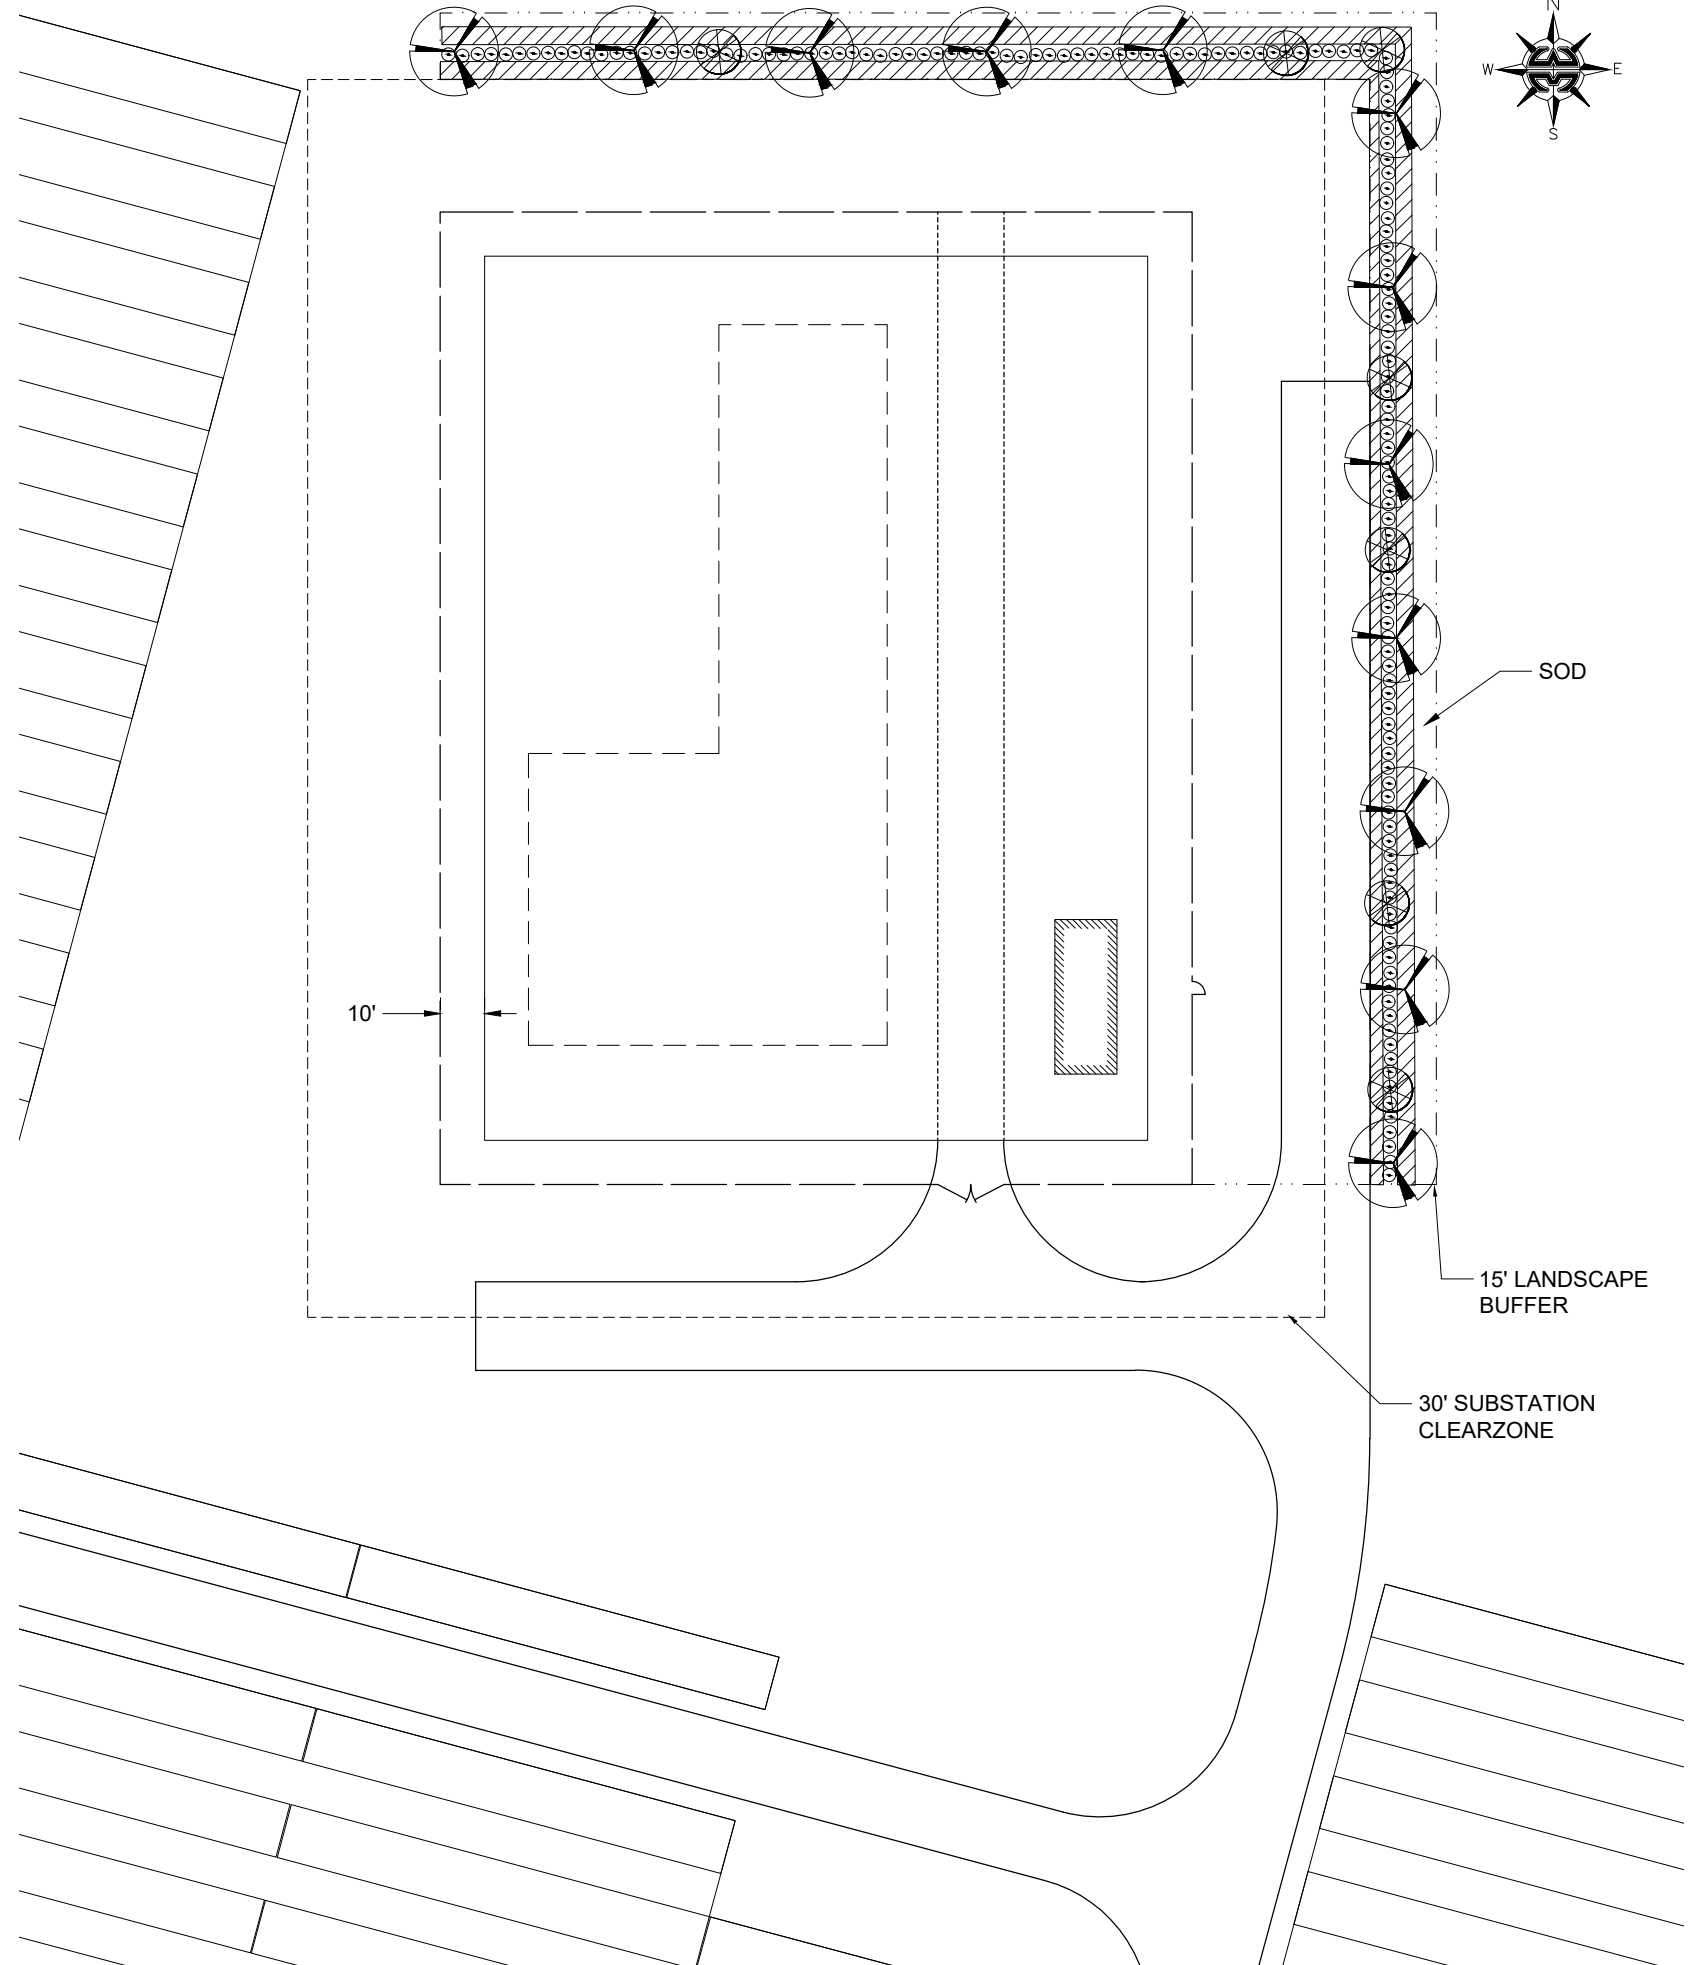 N
W
E
S
SOD
10'
15' LANDSCAPE
BUFFER
30' SUBSTATION
CLEARZONE